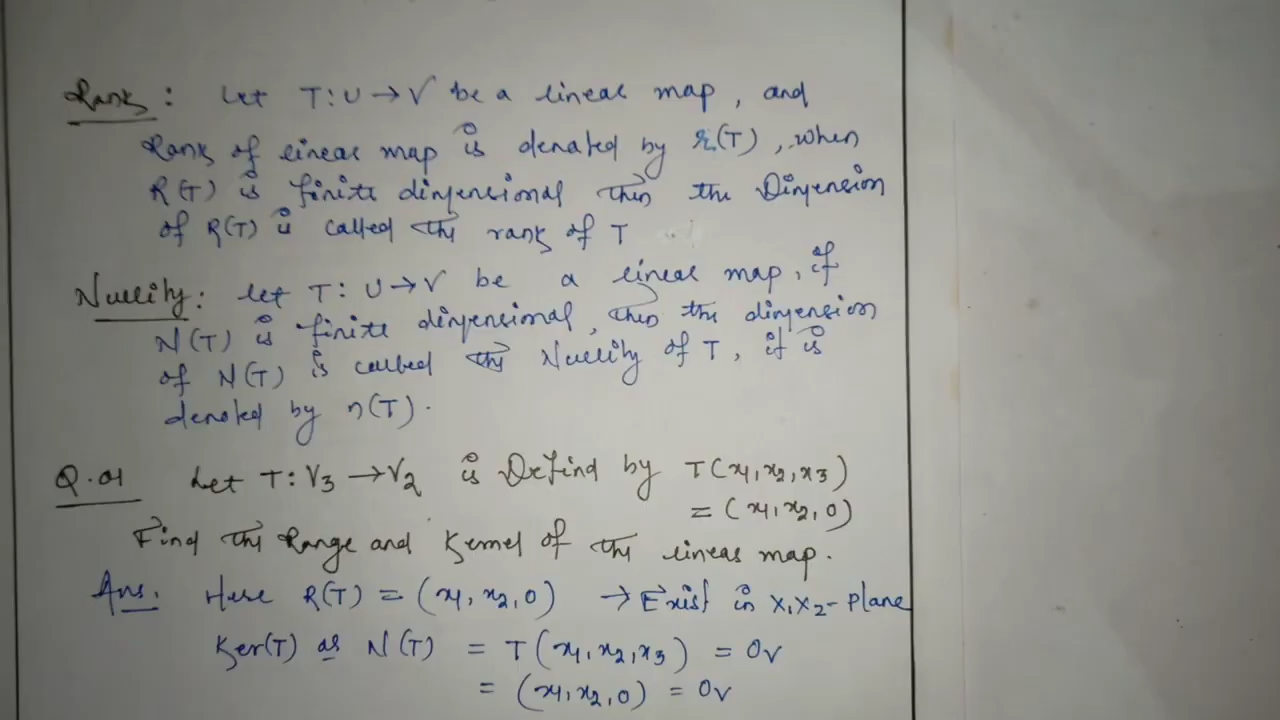 Rank: Let T: U → V be a linear map, and
Rank of linear map is denated by r(T), when
R(T) is finite dimensional then the Dimension
of R(T) is called the rank of T
Nullity: let T: U → V be a linear map, if
N(T) is finite dimensional, then the dimension
of N(T) is called the Nullity of T, it is
denoted by n(T).
Q.01 Let T: V₃ → V₂ is Defind by T(x₁, x₂, x₃)
= (x₁, x₂, 0)
Find the Range and Kernel of the linear map.
Ans. Here R(T) = (x₁, x₂, 0) → Exist in X₁X₂-plane
Ker(T) or N(T) = T(x₁, x₂, x₃) = 0v
= (x₁, x₂, 0) = 0v